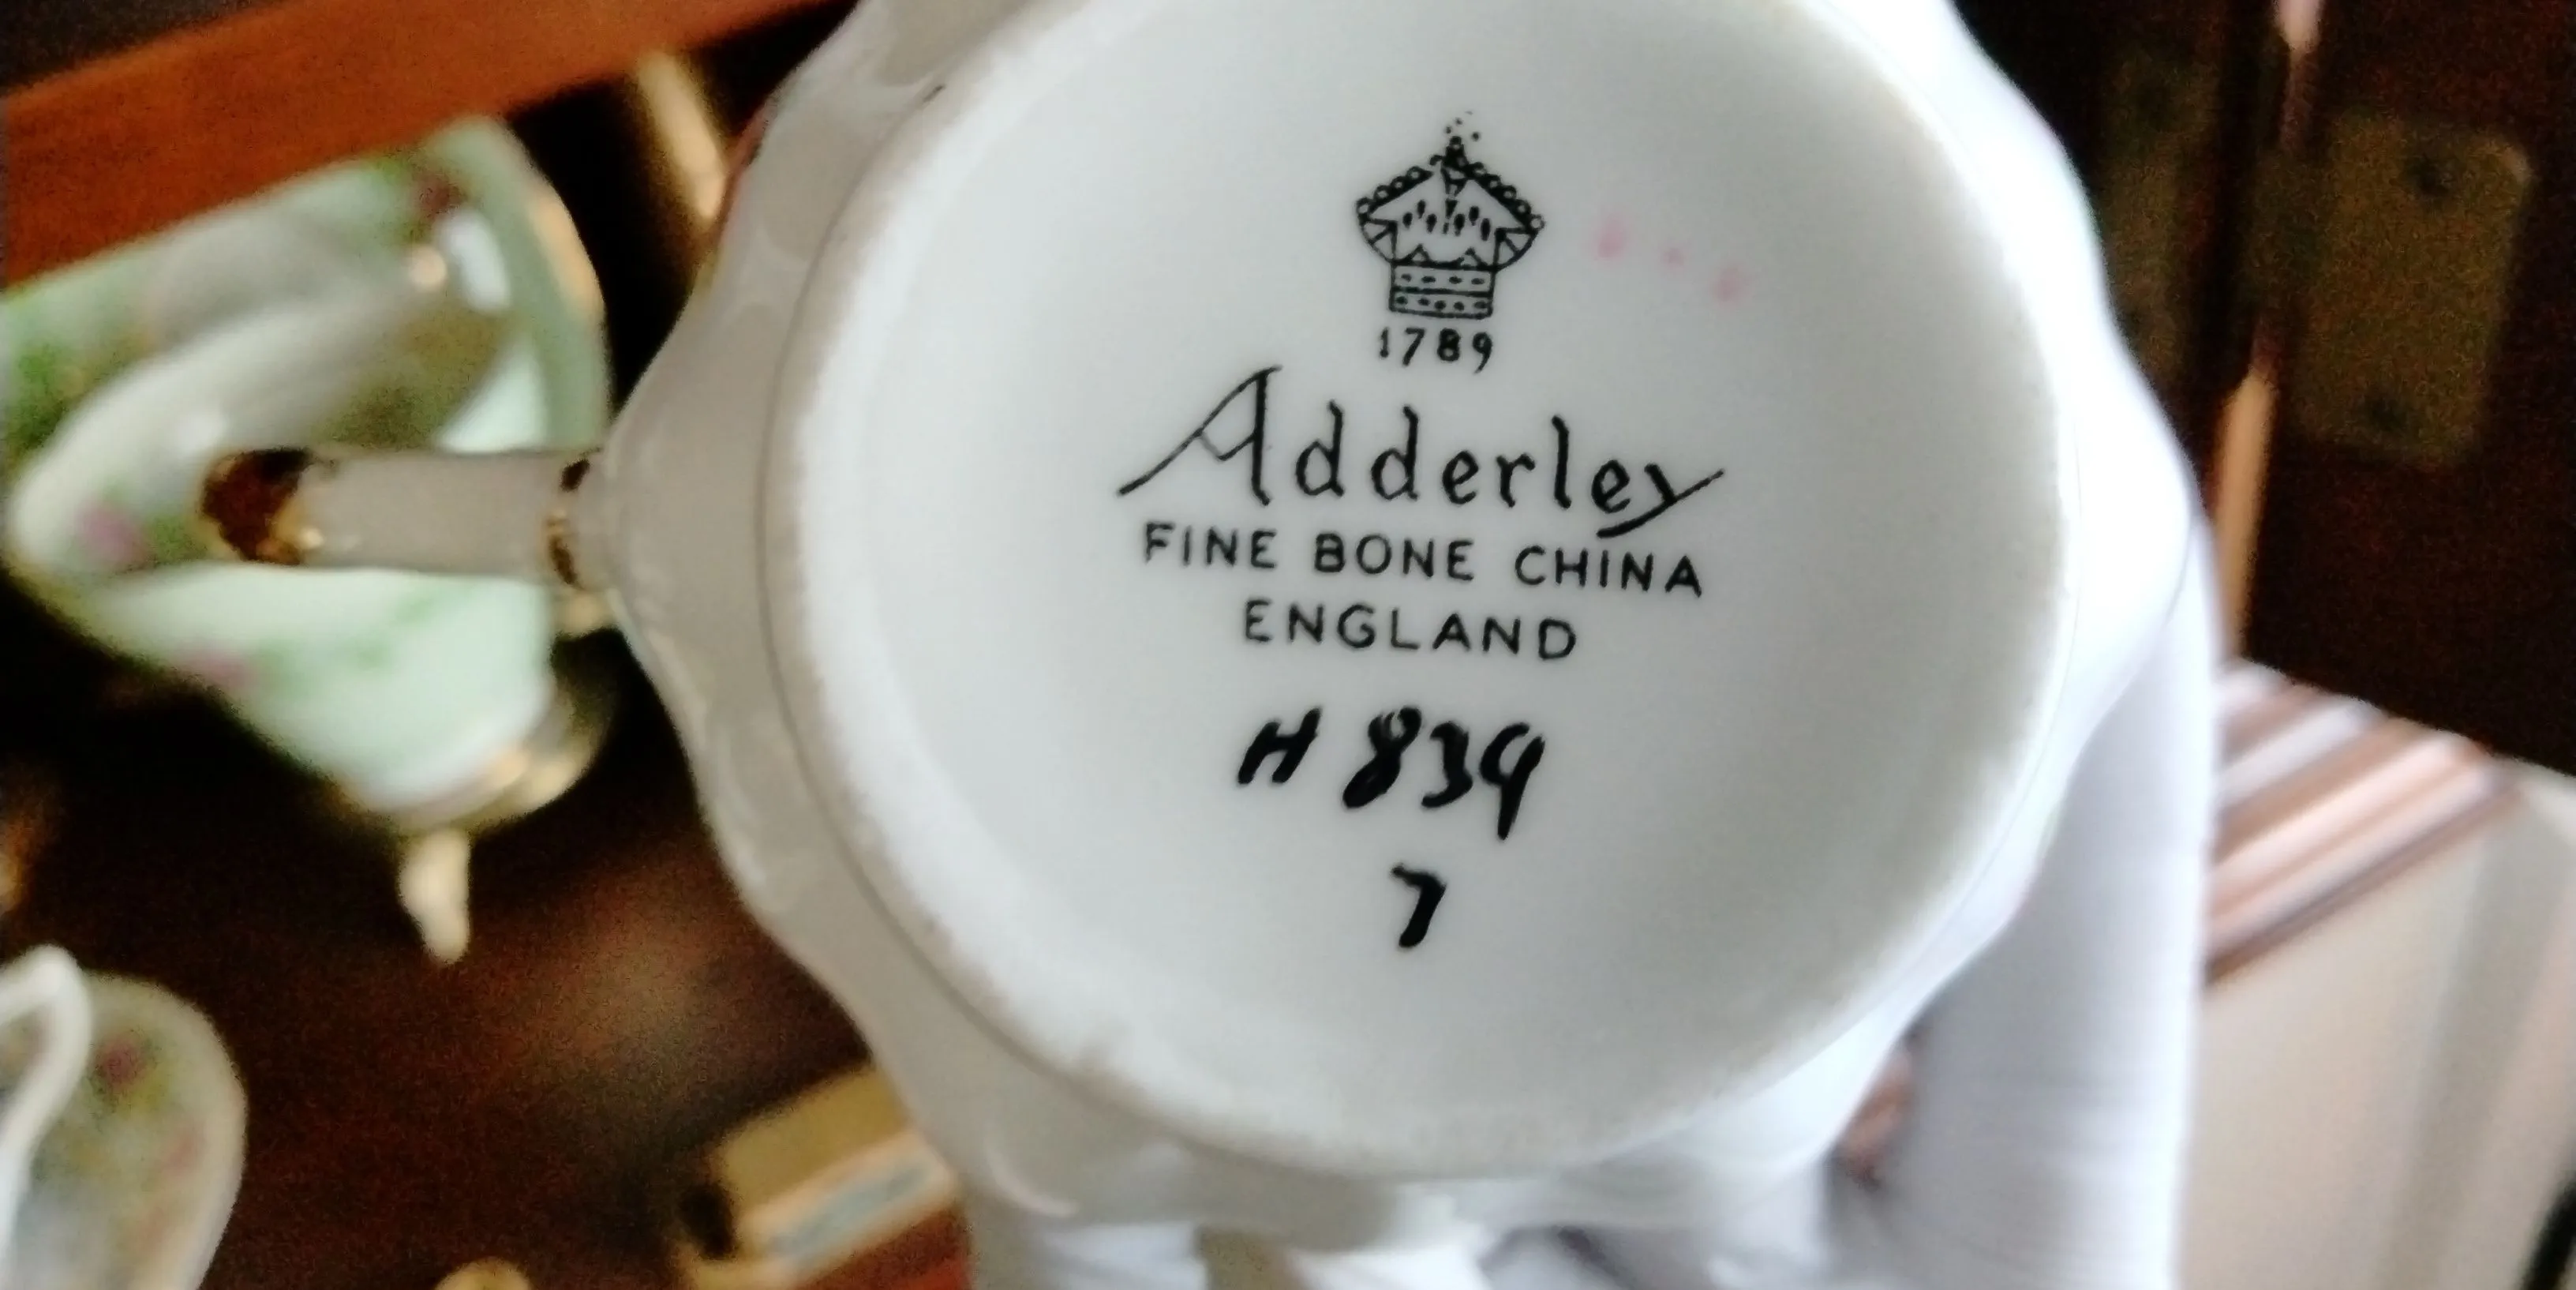 1789
Adderley
FINE BONE CHINA
ENGLAND
H 839
7